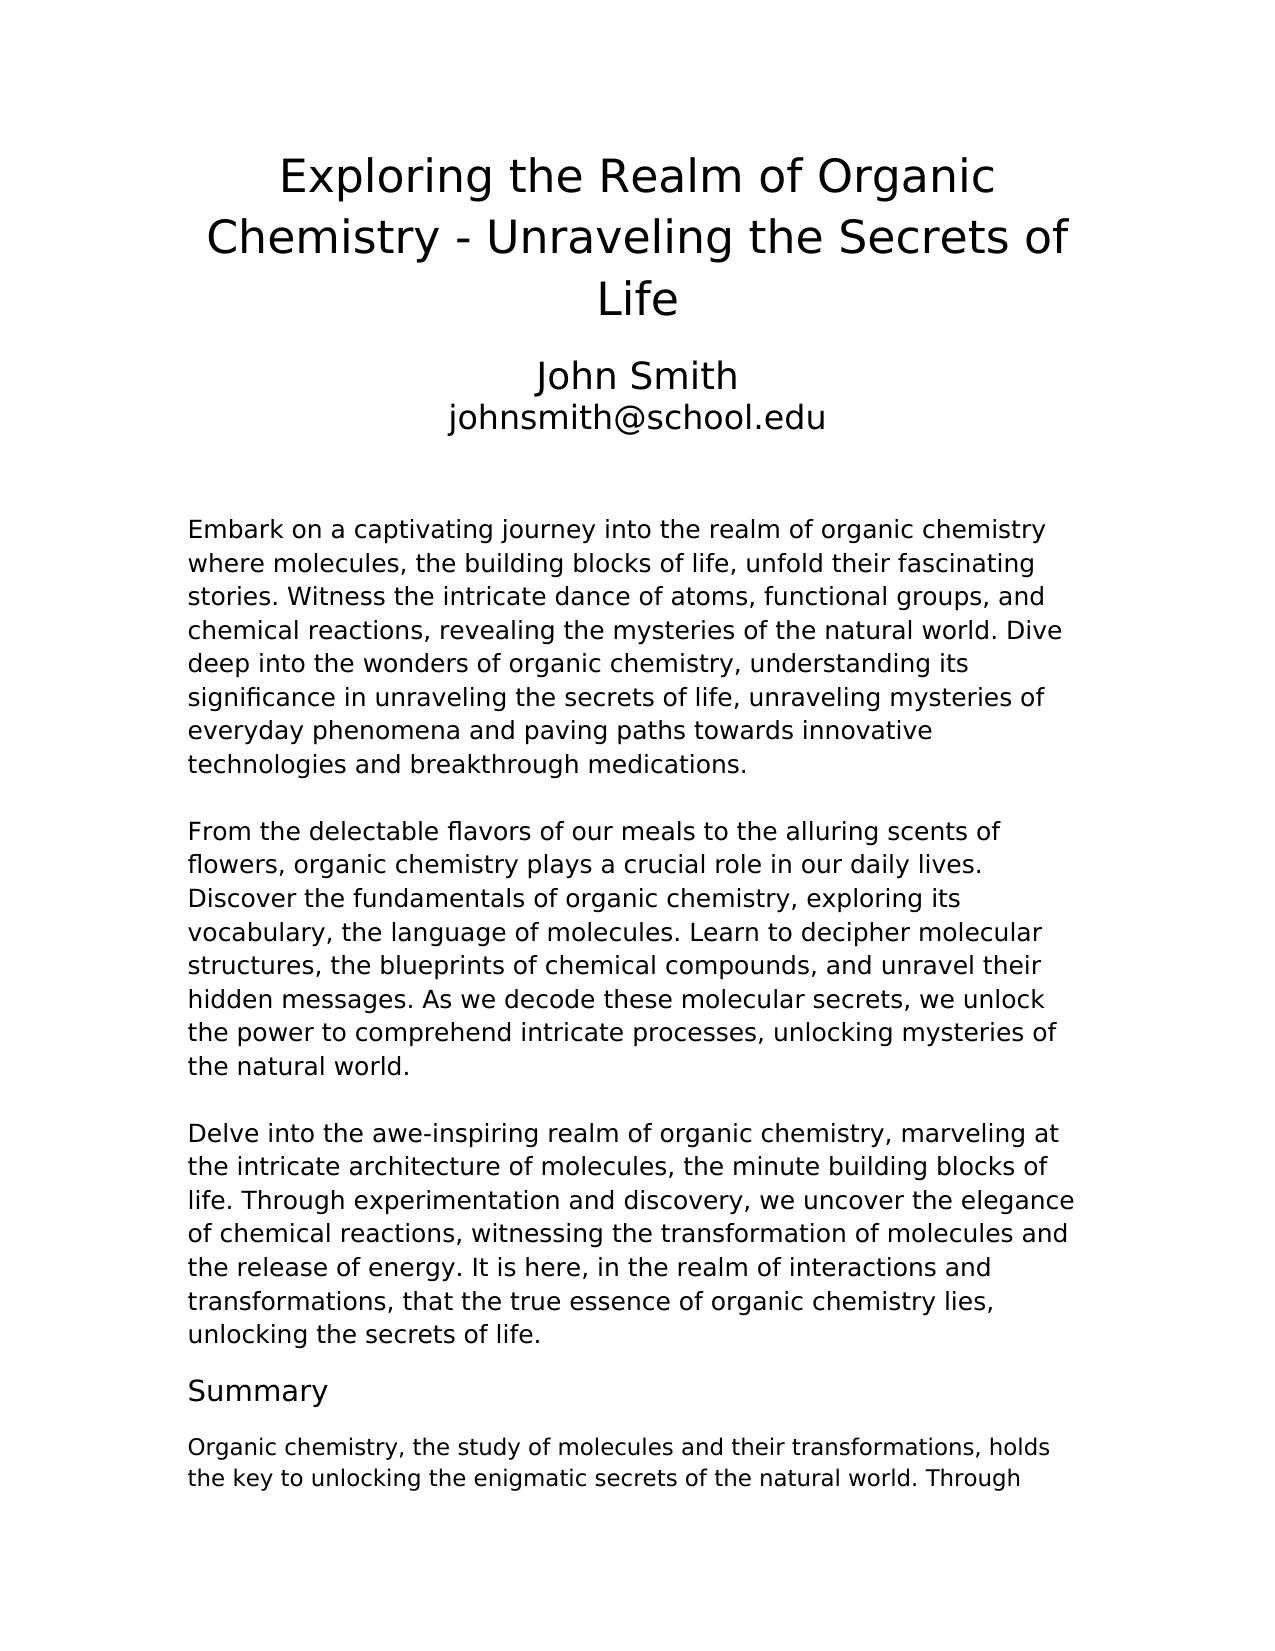 Exploring the Realm of Organic
Chemistry - Unraveling the Secrets of
Life
John Smith
johnsmith@school.edu
Embark on a captivating journey into the realm of organic chemistry
where molecules, the building blocks of life, unfold their fascinating
stories. Witness the intricate dance of atoms, functional groups, and
chemical reactions, revealing the mysteries of the natural world. Dive
deep into the wonders of organic chemistry, understanding its
significance in unraveling the secrets of life, unraveling mysteries of
everyday phenomena and paving paths towards innovative
technologies and breakthrough medications.
From the delectable flavors of our meals to the alluring scents of
flowers, organic chemistry plays a crucial role in our daily lives.
Discover the fundamentals of organic chemistry, exploring its
vocabulary, the language of molecules. Learn to decipher molecular
structures, the blueprints of chemical compounds, and unravel their
hidden messages. As we decode these molecular secrets, we unlock
the power to comprehend intricate processes, unlocking mysteries of
the natural world.
Delve into the awe-inspiring realm of organic chemistry, marveling at
the intricate architecture of molecules, the minute building blocks of
life. Through experimentation and discovery, we uncover the elegance
of chemical reactions, witnessing the transformation of molecules and
the release of energy. It is here, in the realm of interactions and
transformations, that the true essence of organic chemistry lies,
unlocking the secrets of life.
Summary
Organic chemistry, the study of molecules and their transformations, holds
the key to unlocking the enigmatic secrets of the natural world. Through